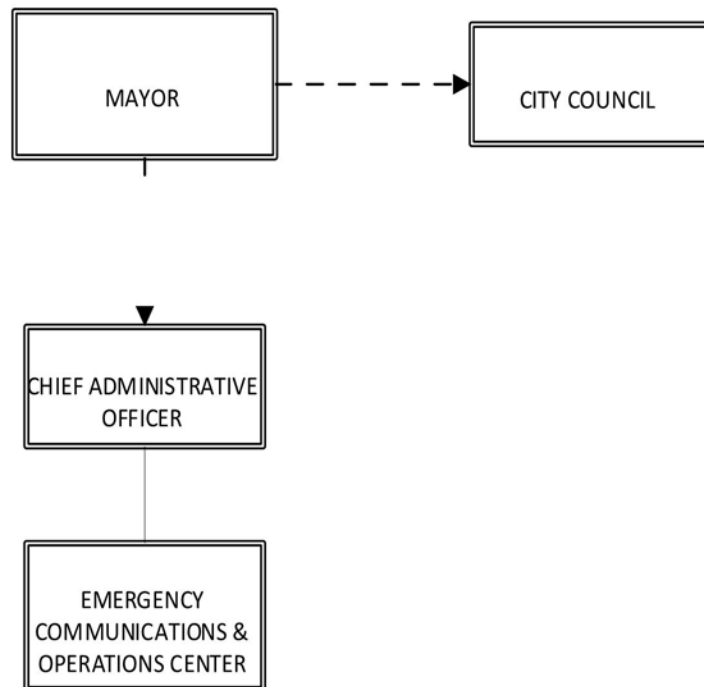 MAYOR
CITY COUNCIL
CHIEF ADMINISTRATIVE
OFFICER
EMERGENCY
COMMUNICATIONS &
OPERATIONS CENTER